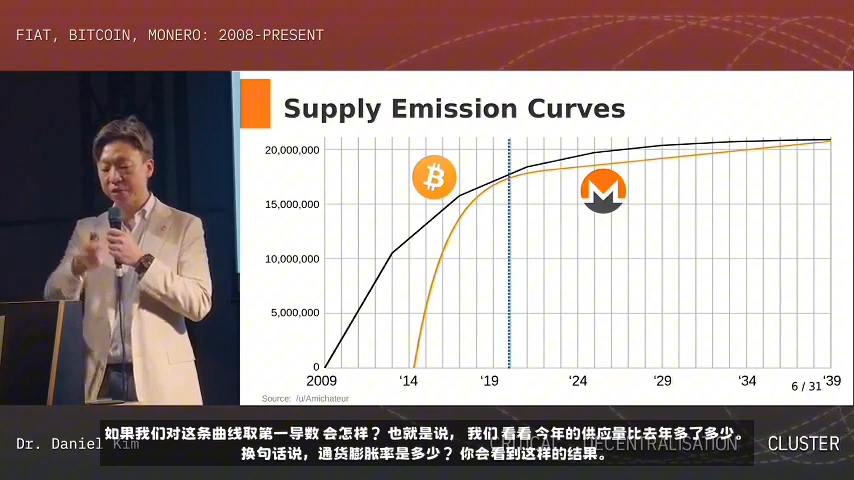 FIAT, BITCOIN, MONERO: 2008-PRESENT
Supply Emission Curves
20,000,000
15,000,000
10,000,000
5,000,000
0
2009 '14 '19 '24 '29 '34 '39
6 / 31
Source: /u/Amichateur
如果我们对这条曲线取第一导数会怎样？也就是说，我们看看今年的供应量比去年多了多少。
换句话说，通货膨胀率是多少？你会看到这样的结果。
Dr. Daniel Kim
DECENTRALISATION
CLUSTER